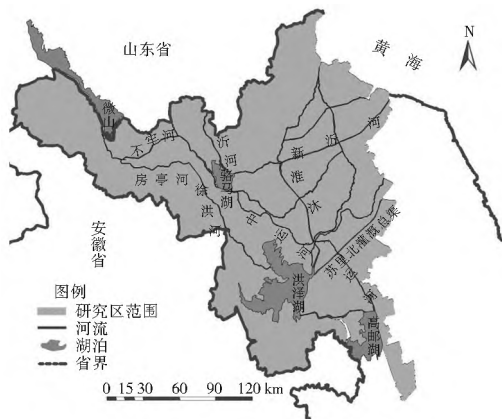 山东省
黄海
N
微山
不牢河
沂河
新沂河
房亭河
骆马湖
徐洪河
淮沭
中运河
安徽省
苏里北灌溉总渠
运河
洪泽湖
高邮湖
图例
研究区范围
河流
湖泊
省界
0 15 30 60 90 120 km